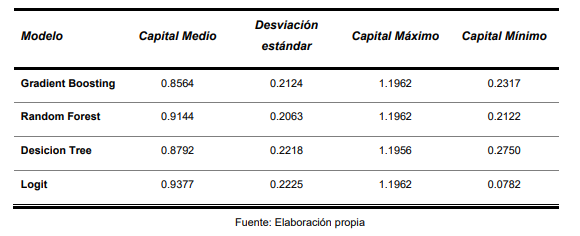 Modelo Capital Medio Desviación estándar Capital Máximo Capital Mínimo
Gradient Boosting 0.8564 0.2124 1.1962 0.2317
Random Forest 0.9144 0.2063 1.1962 0.2122
Desicion Tree 0.8792 0.2218 1.1956 0.2750
Logit 0.9377 0.2225 1.1962 0.0782
Fuente: Elaboración propia